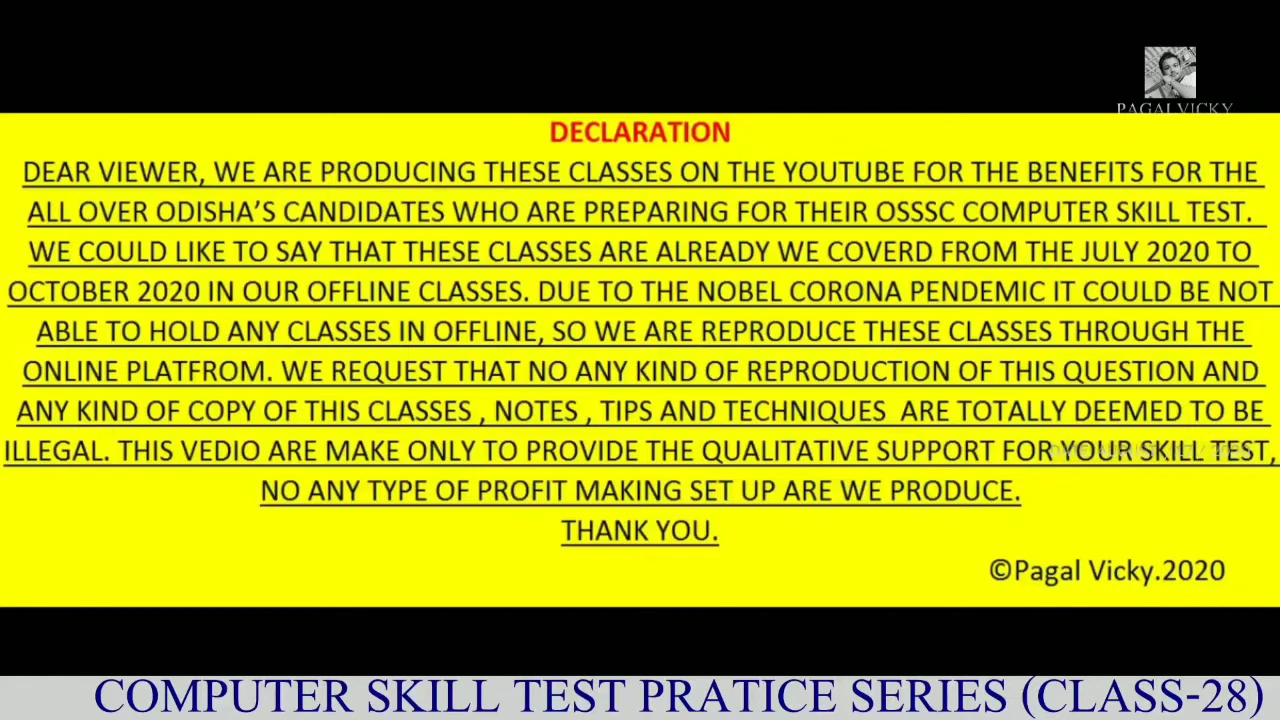 PAGAL VICKY
DECLARATION
DEAR VIEWER, WE ARE PRODUCING THESE CLASSES ON THE YOUTUBE FOR THE BENEFITS FOR THE
ALL OVER ODISHA'S CANDIDATES WHO ARE PREPARING FOR THEIR OSSSC COMPUTER SKILL TEST.
WE COULD LIKE TO SAY THAT THESE CLASSES ARE ALREADY WE COVERD FROM THE JULY 2020 TO
OCTOBER 2020 IN OUR OFFLINE CLASSES. DUE TO THE NOBEL CORONA PENDEMIC IT COULD BE NOT
ABLE TO HOLD ANY CLASSES IN OFFLINE, SO WE ARE REPRODUCE THESE CLASSES THROUGH THE
ONLINE PLATFROM. WE REQUEST THAT NO ANY KIND OF REPRODUCTION OF THIS QUESTION AND
ANY KIND OF COPY OF THIS CLASSES , NOTES , TIPS AND TECHNIQUES ARE TOTALLY DEEMED TO BE
ILLEGAL. THIS VEDIO ARE MAKE ONLY TO PROVIDE THE QUALITATIVE SUPPORT FOR YOUR SKILL TEST,
NO ANY TYPE OF PROFIT MAKING SET UP ARE WE PRODUCE.
THANK YOU.
©Pagal Vicky.2020
COMPUTER SKILL TEST PRATICE SERIES (CLASS-28)